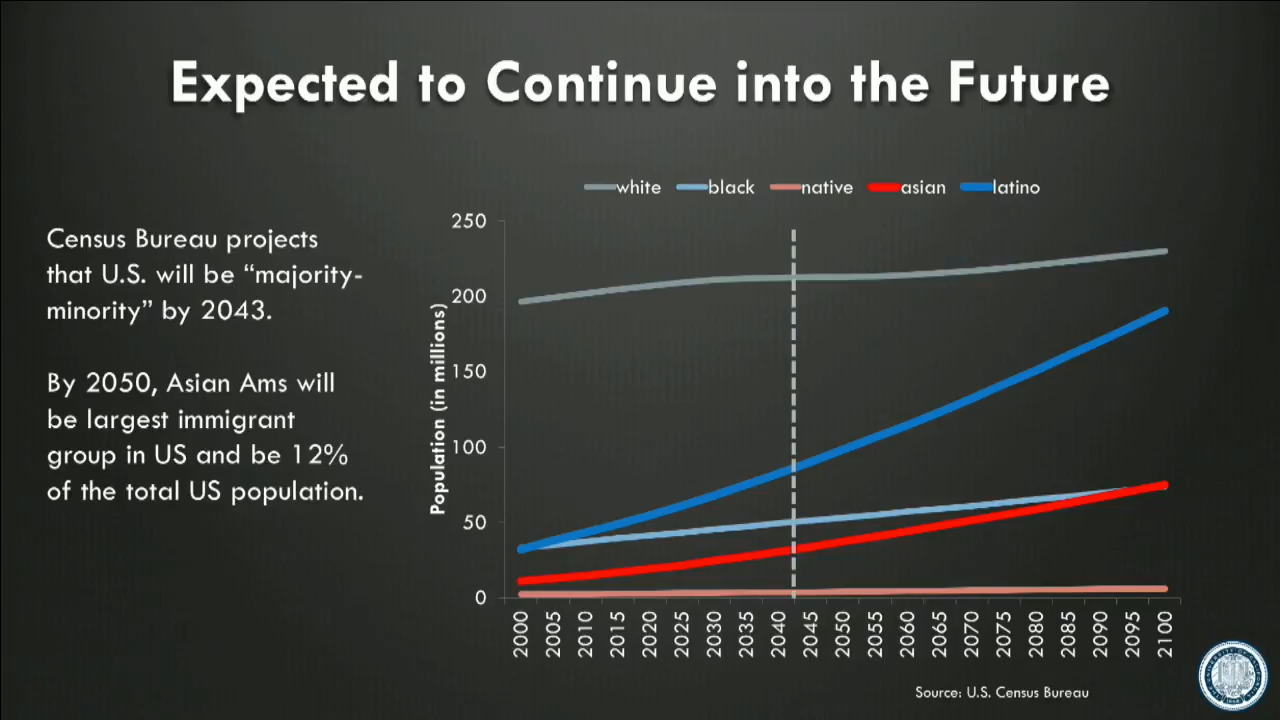 Expected to Continue into the Future
Census Bureau projects
that U.S. will be “majority-
minority” by 2043.
By 2050, Asian Ams will
be largest immigrant
group in US and be 12%
of the total US population.
white black native asian latino
Population (in millions)
250
200
150
100
50
0
2000 2005 2010 2015 2020 2025 2030 2035 2040 2045 2050 2055 2060 2065 2070 2075 2080 2085 2090 2095 2100
Source: U.S. Census Bureau